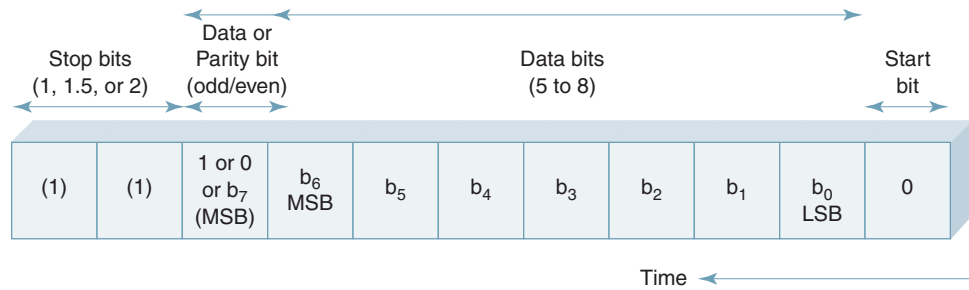 Data or
Parity bit
(odd/even)
Stop bits
(1, 1.5, or 2)
Data bits
(5 to 8)
Start
bit
(1)
(1)
1 or 0
or b₇
(MSB)
b₆
MSB
b₅
b₄
b₃
b₂
b₁
b₀
LSB
0
Time